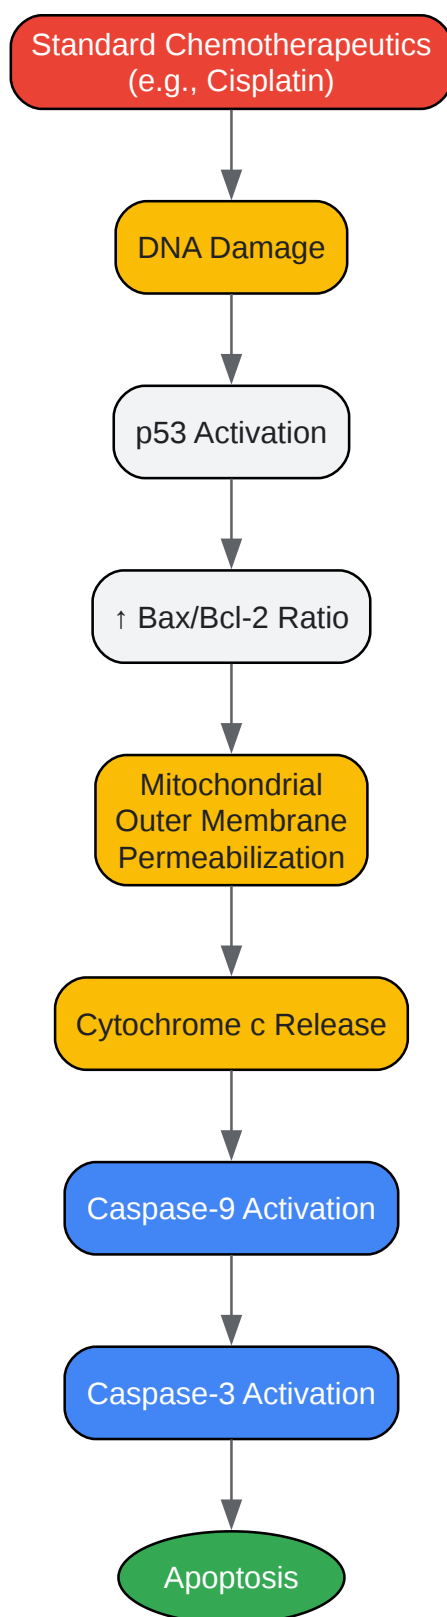 Standard Chemotherapeutics
(e.g., Cisplatin)
DNA Damage
p53 Activation
↑ Bax/Bcl-2 Ratio
Mitochondrial
Outer Membrane
Permeabilization
Cytochrome c Release
Caspase-9 Activation
Caspase-3 Activation
Apoptosis